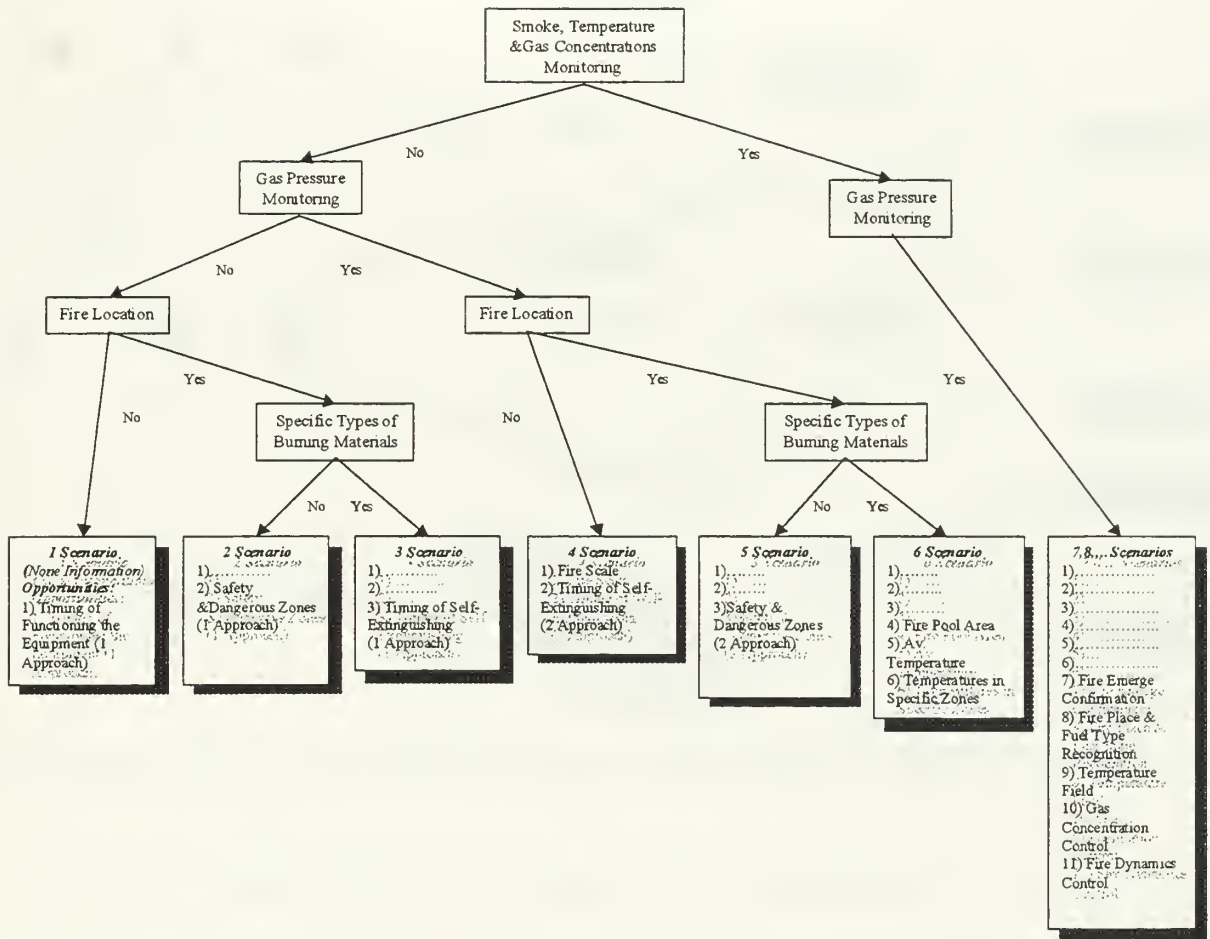 Smoke, Temperature
&Gas Concentrations
Monitoring
No
Yes
Gas Pressure
Monitoring
Gas Pressure
Monitoring
No
Yes
Fire Location
Fire Location
Yes
Yes
Yes
No
No
Specific Types of
Burning Materials
Specific Types of
Burning Materials
No
Yes
No
Yes
1 Scenario
(None Information)
Opportunities:
1) Timing of
Functioning the
Equipment (1
Approach)
2 Scenario
1)..............
2) Safety
&Dangerous Zones
(1 Approach)
3 Scenario
1)..............
2)..............
3) Timing of Self-
Extinguishing
(1 Approach)
4 Scenario
1) Fire Scale
2) Timing of Self-
Extinguishing
(2 Approach)
5 Scenario
1)...........
2)...........
3)Safety &
Dangerous Zones
(2 Approach)
6 Scenario
1)...........
2)...........
3)...........
4) Fire Pool Area
5) Av.
Temperature
6) Temperatures in
Specific Zones
7,8,... Scenarios
1)..................
2)..................
3)..................
4)..................
5)..................
6)..................
7) Fire Emerge
Confirmation
8) Fire Place &
Fuel Type
Recognition
9) Temperature
Field
10) Gas
Concentration
Control
11) Fire Dynamics
Control